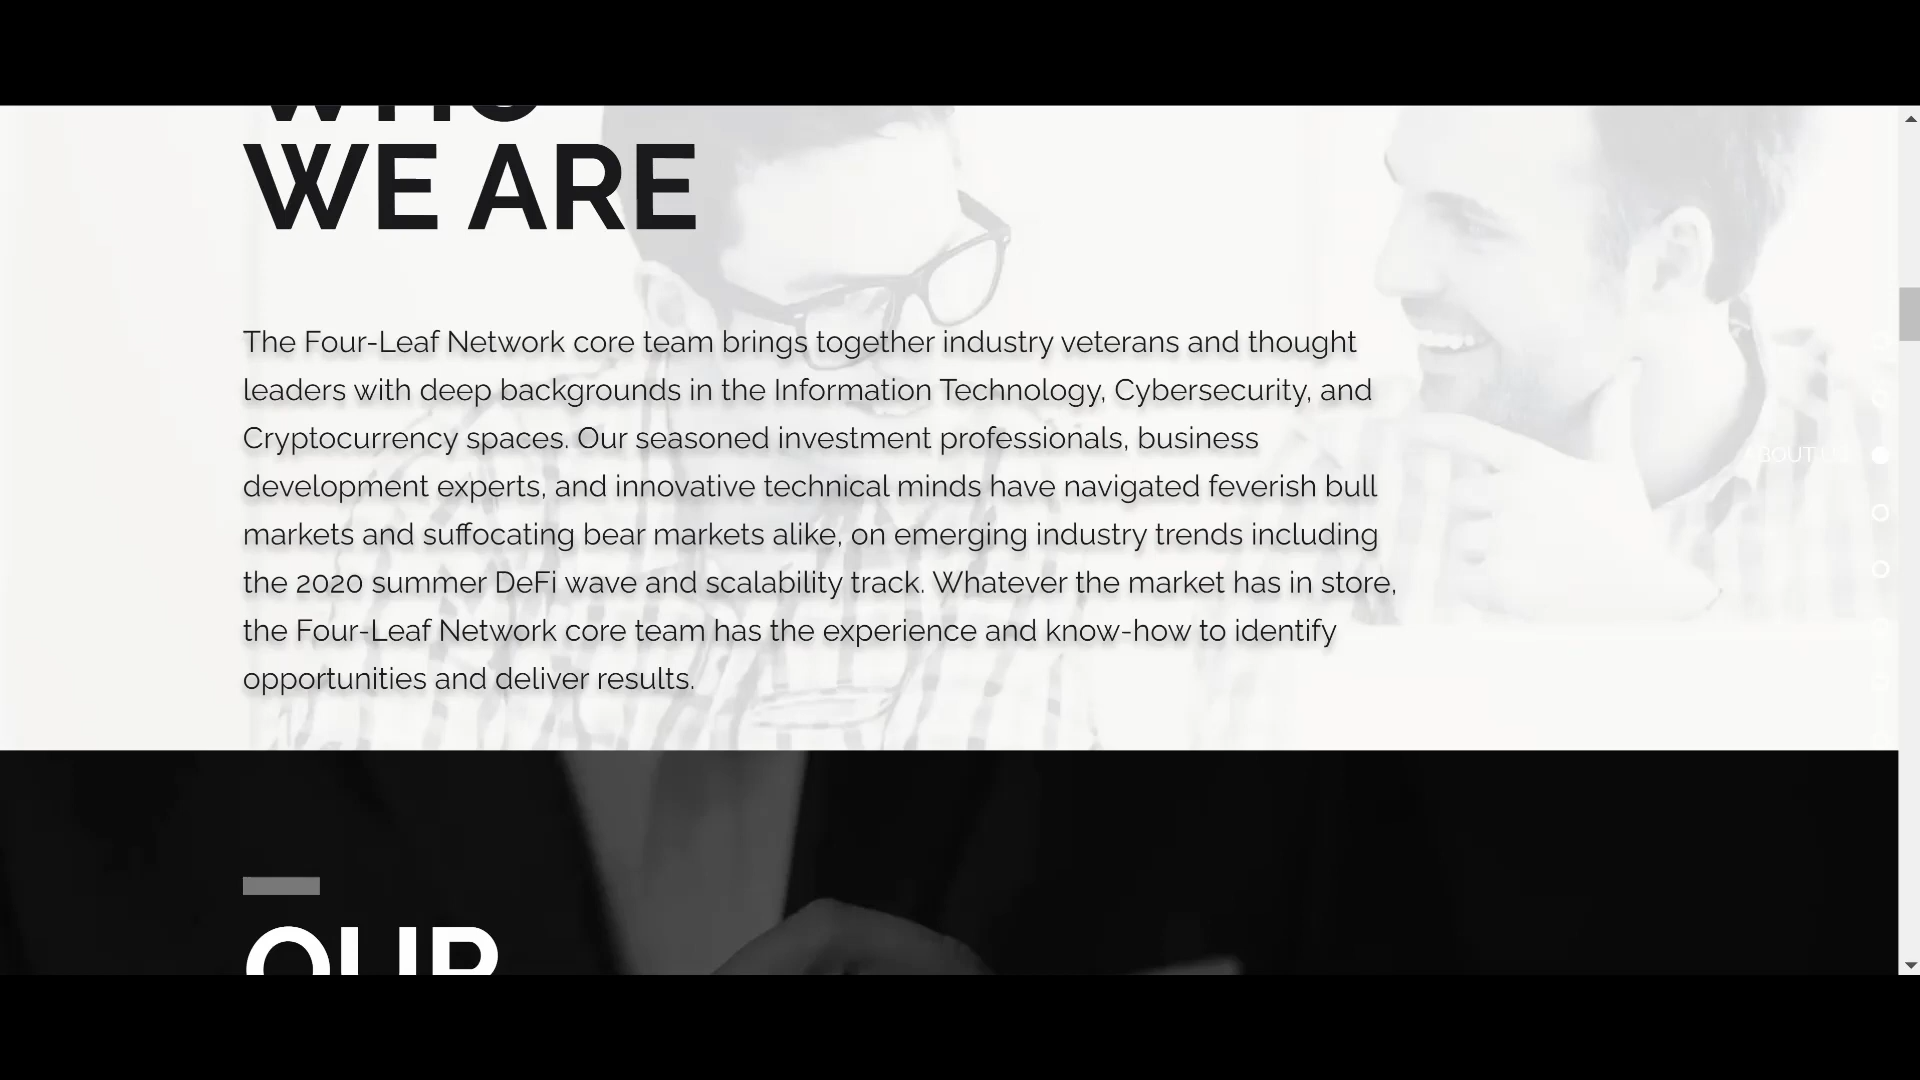 WHO
WE ARE
The Four-Leaf Network core team brings together industry veterans and thought
leaders with deep backgrounds in the Information Technology, Cybersecurity, and
Cryptocurrency spaces. Our seasoned investment professionals, business
development experts, and innovative technical minds have navigated feverish bull
markets and suffocating bear markets alike, on emerging industry trends including
the 2020 summer DeFi wave and scalability track. Whatever the market has in store,
the Four-Leaf Network core team has the experience and know-how to identify
opportunities and deliver results.
ABOUT US
OUR